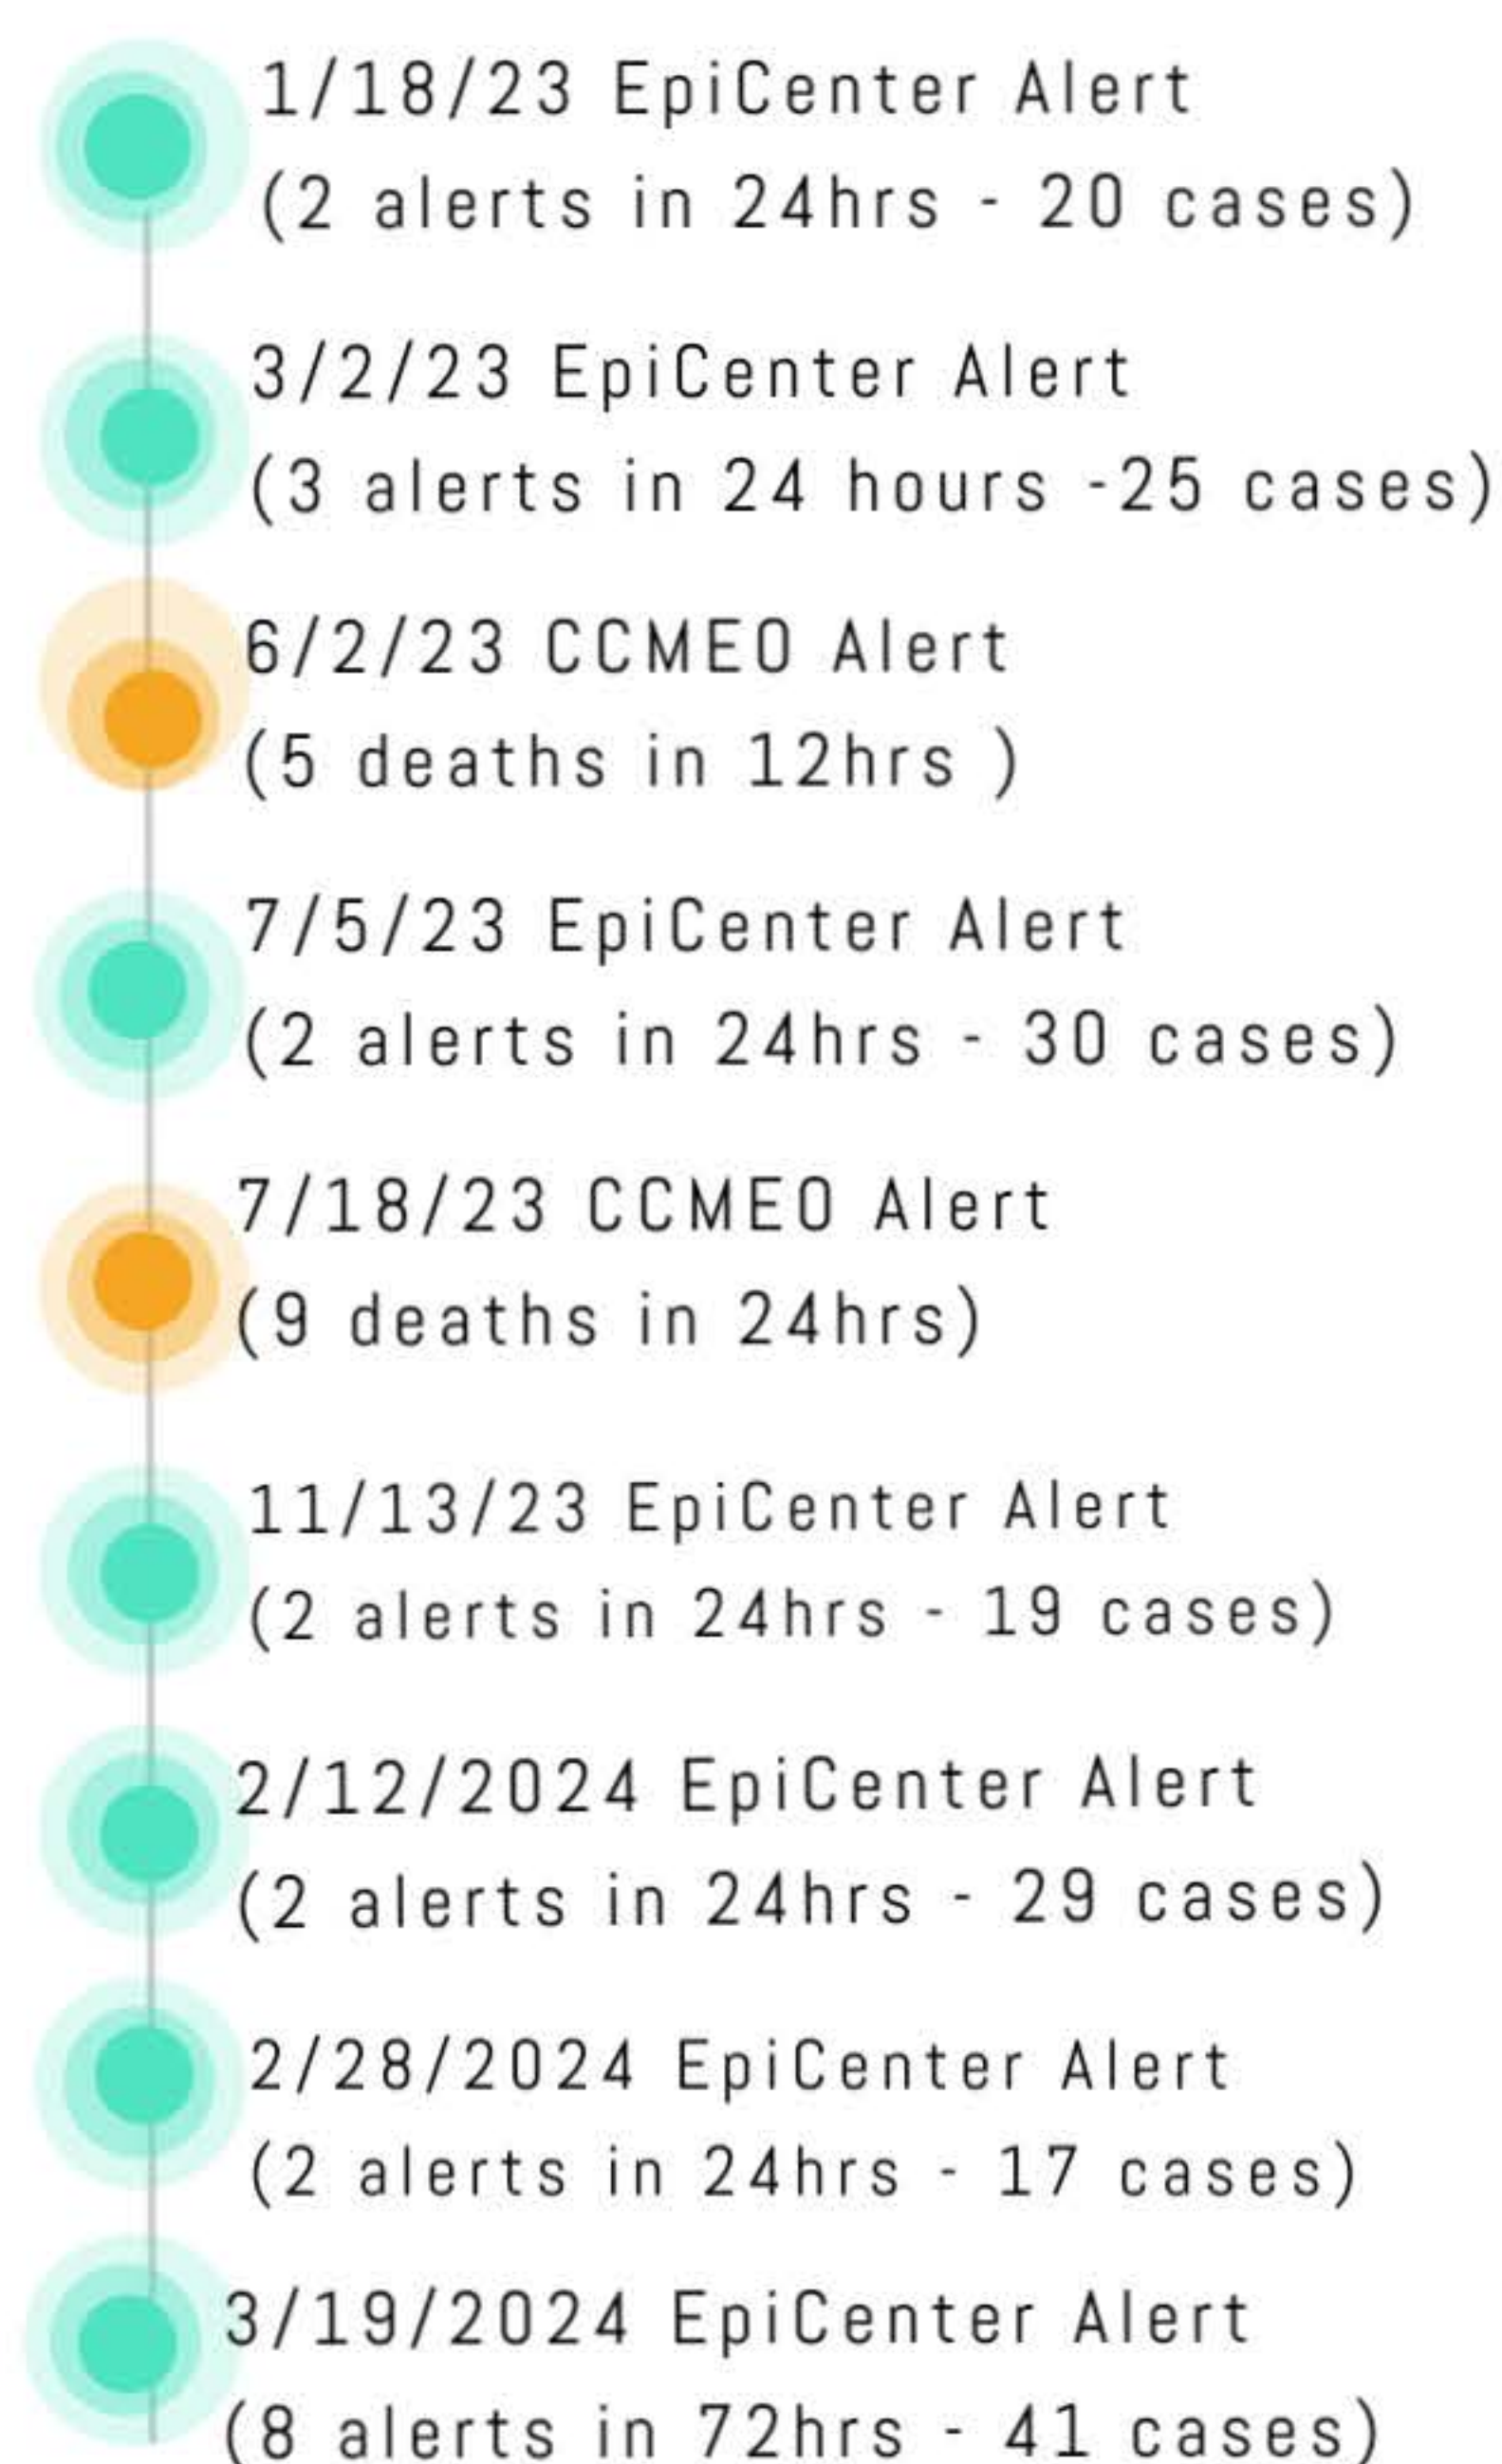 1/18/23 EpiCenter Alert
(2 alerts in 24hrs - 20 cases)
3/2/23 EpiCenter Alert
(3 alerts in 24 hours -25 cases)
6/2/23 CCMEO Alert
(5 deaths in 12hrs )
7/5/23 EpiCenter Alert
(2 alerts in 24hrs - 30 cases)
7/18/23 CCMEO Alert
(9 deaths in 24hrs)
11/13/23 EpiCenter Alert
(2 alerts in 24hrs - 19 cases)
2/12/2024 EpiCenter Alert
(2 alerts in 24hrs - 29 cases)
2/28/2024 EpiCenter Alert
(2 alerts in 24hrs - 17 cases)
3/19/2024 EpiCenter Alert
(8 alerts in 72hrs - 41 cases)